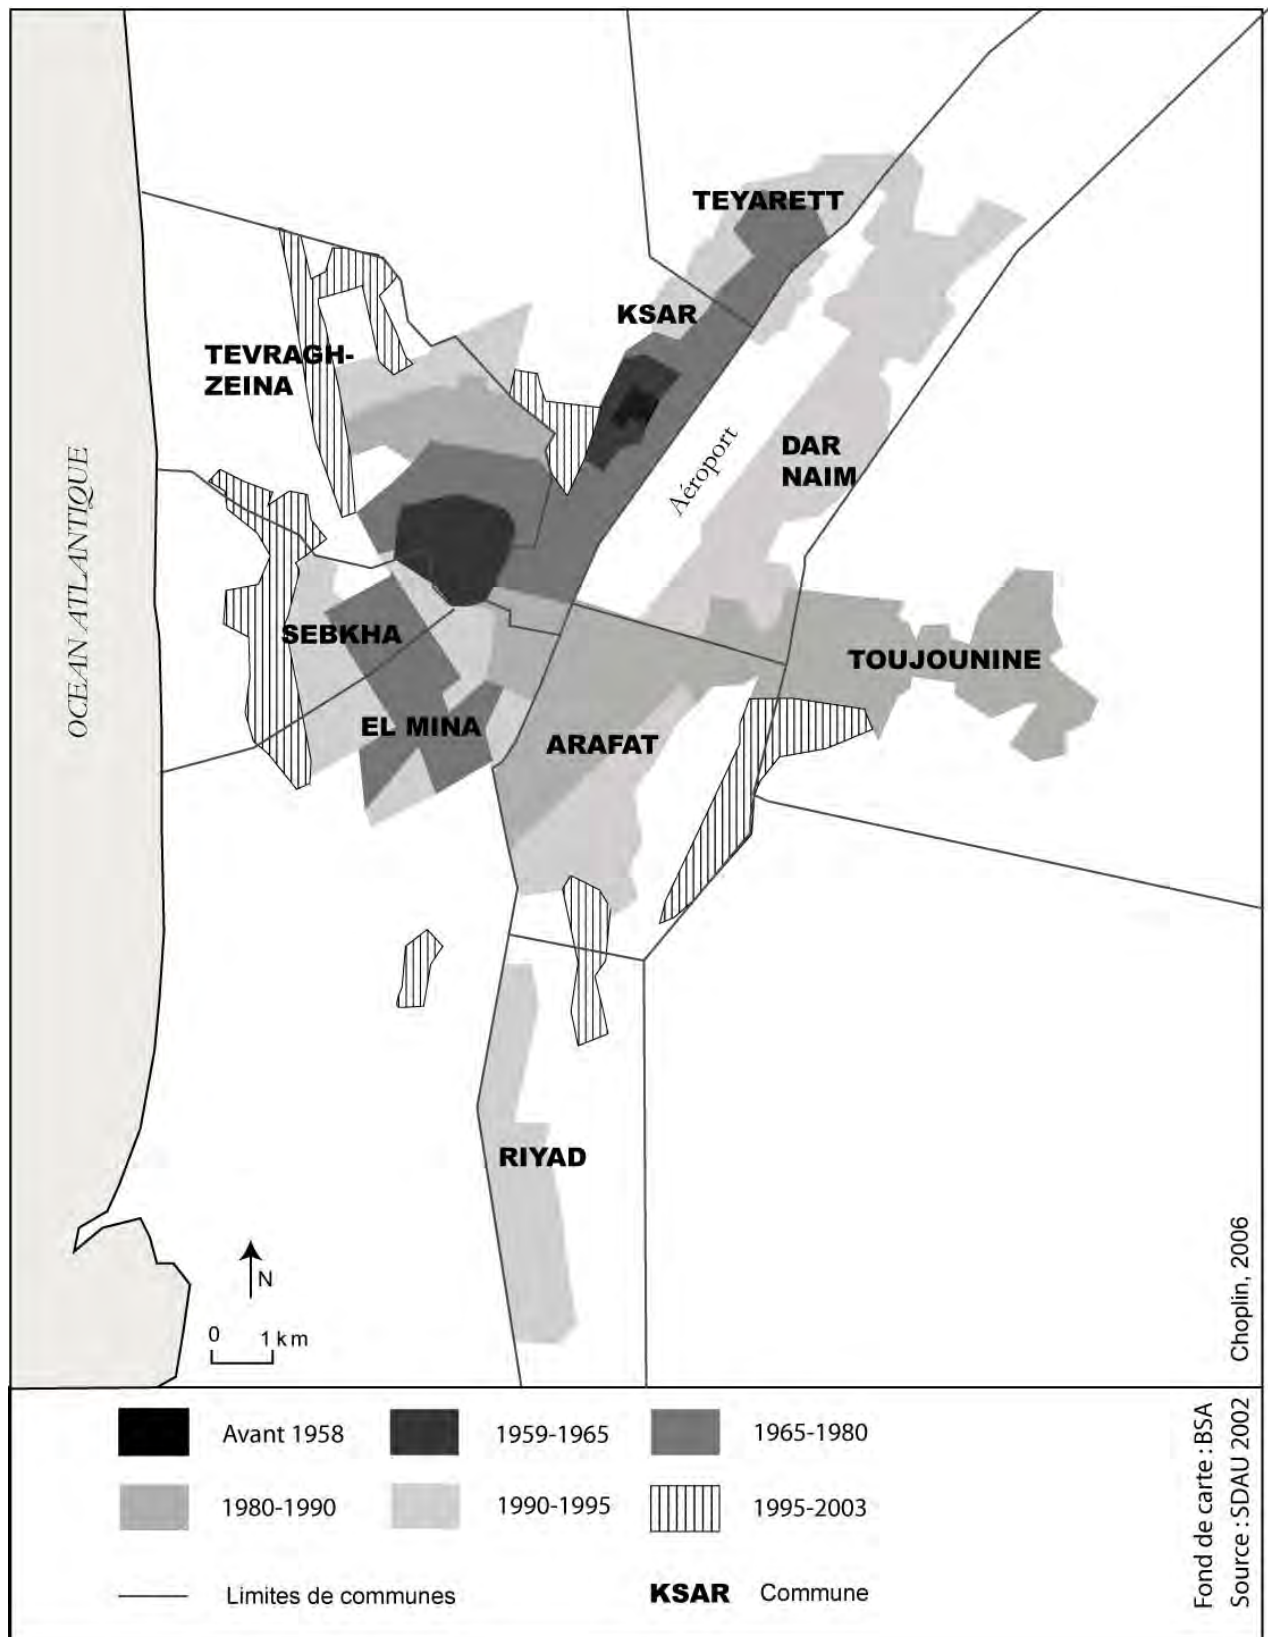 TEYARETT
KSAR
TEVRAGH-
ZEINA
DAR
NAIM
Aéroport
OCEAN ATLANTIQUE
SEBKHA
TOUJOUNINE
EL MINA
ARAFAT
RIYAD
N
0 1 km
Choplin, 2006
Avant 1958
1959-1965
1965-1980
1980-1990
1990-1995
1995-2003
Limites de communes
KSAR Commune
Fond de carte : BSA
Source : SDAU 2002